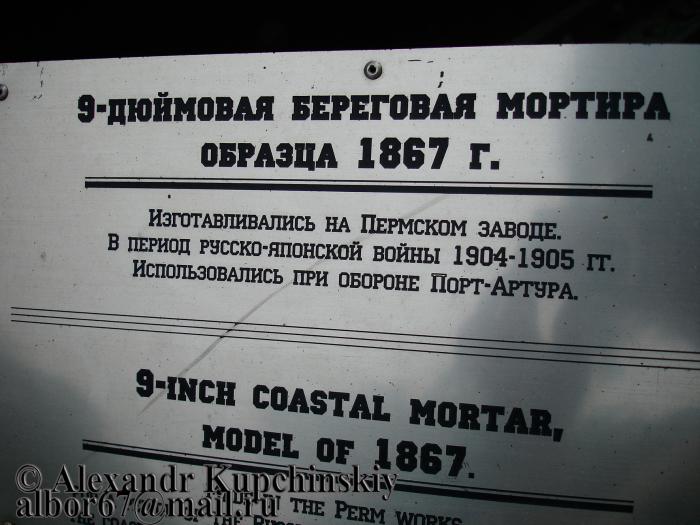 9-ДЮЙМОВАЯ БЕРЕГОВАЯ МОРТИРА
ОБРАЗЦА 1867 Г.
Изготавливались на Пермском заводе.
В период русско-японской войны 1904-1905 гг.
Использовались при обороне Порт-Артура.
9-INCH COASTAL MORTAR,
MODEL OF 1867.
THE PERM WORKS
© Alexandr Kupchinskiy
albor67@mail.ru